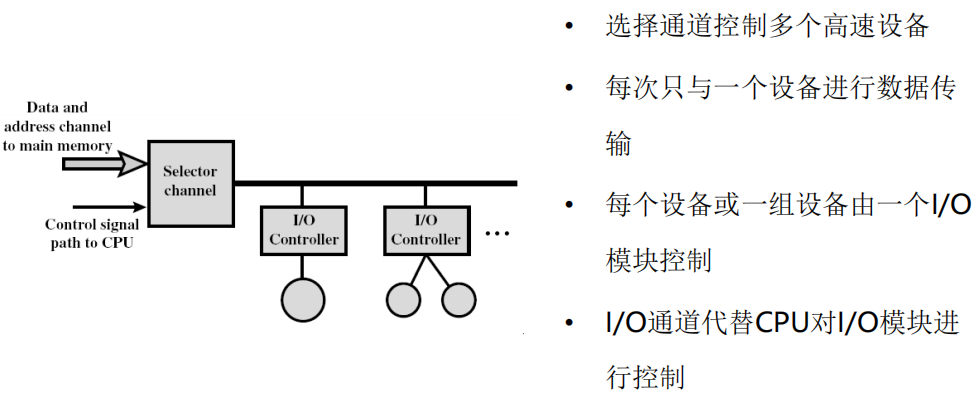 Data and
address channel
to main memory
Selector
channel
Control signal
path to CPU
I/O
Controller
I/O
Controller
...
• 选择通道控制多个高速设备
• 每次只与一个设备进行数据传
输
• 每个设备或一组设备由一个I/O
模块控制
• I/O通道代替CPU对I/O模块进
行控制